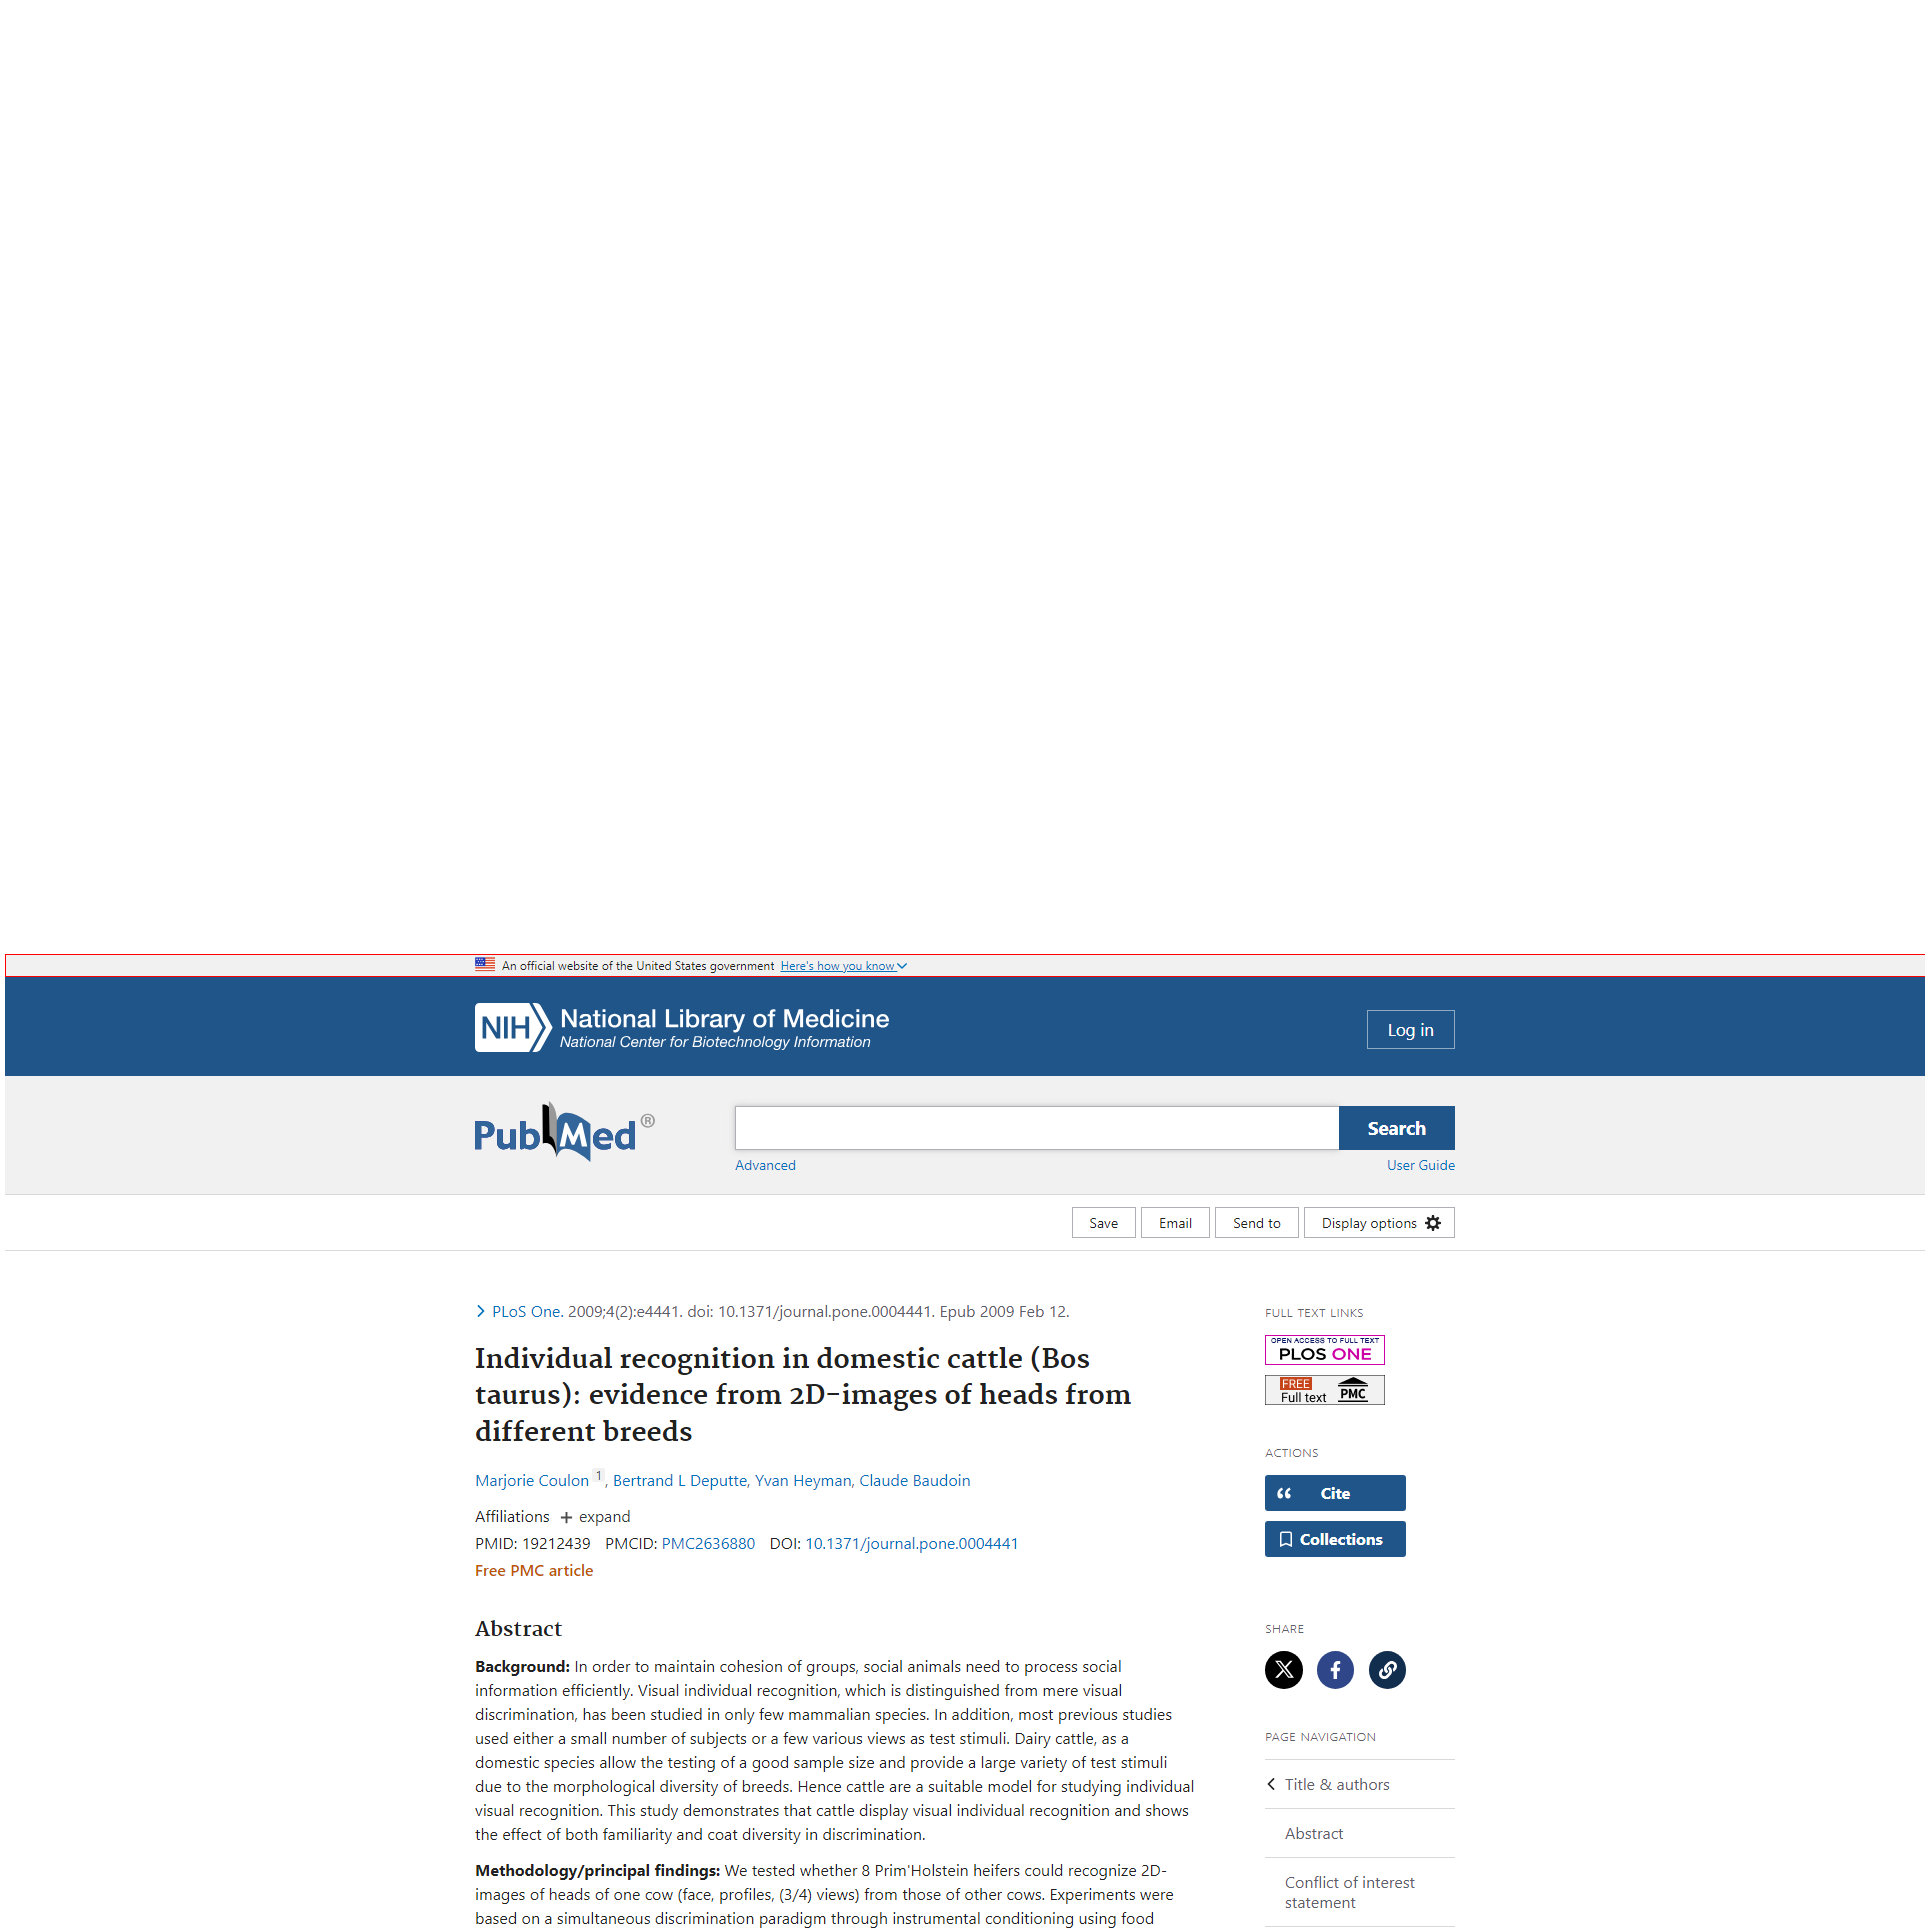 An official website of the United States government Here's how you know
NIH National Library of Medicine
National Center for Biotechnology Information
Log in
PubMed®
Search
Advanced
User Guide
Save
Email
Send to
Display options
PLoS One. 2009;4(2):e4441. doi: 10.1371/journal.pone.0004441. Epub 2009 Feb 12.
Individual recognition in domestic cattle (Bos
taurus): evidence from 2D-images of heads from
different breeds
Marjorie Coulon 1, Bertrand L Deputte, Yvan Heyman, Claude Baudoin
Affiliations + expand
PMID: 19212439 PMCID: PMC2636880 DOI: 10.1371/journal.pone.0004441
Free PMC article
Abstract
Background: In order to maintain cohesion of groups, social animals need to process social
information efficiently. Visual individual recognition, which is distinguished from mere visual
discrimination, has been studied in only few mammalian species. In addition, most previous studies
used either a small number of subjects or a few various views as test stimuli. Dairy cattle, as a
domestic species allow the testing of a good sample size and provide a large variety of test stimuli
due to the morphological diversity of breeds. Hence cattle are a suitable model for studying individual
visual recognition. This study demonstrates that cattle display visual individual recognition and shows
the effect of both familiarity and coat diversity in discrimination.
Methodology/principal findings: We tested whether 8 Prim'Holstein heifers could recognize 2D-
images of heads of one cow (face, profiles, (3/4) views) from those of other cows. Experiments were
based on a simultaneous discrimination paradigm through instrumental conditioning using food
FULL TEXT LINKS
OPEN ACCESS TO FULL TEXT
PLOS ONE
FREE
Full text PMC
ACTIONS
Cite
Collections
SHARE
PAGE NAVIGATION
Title & authors
Abstract
Conflict of interest
statement